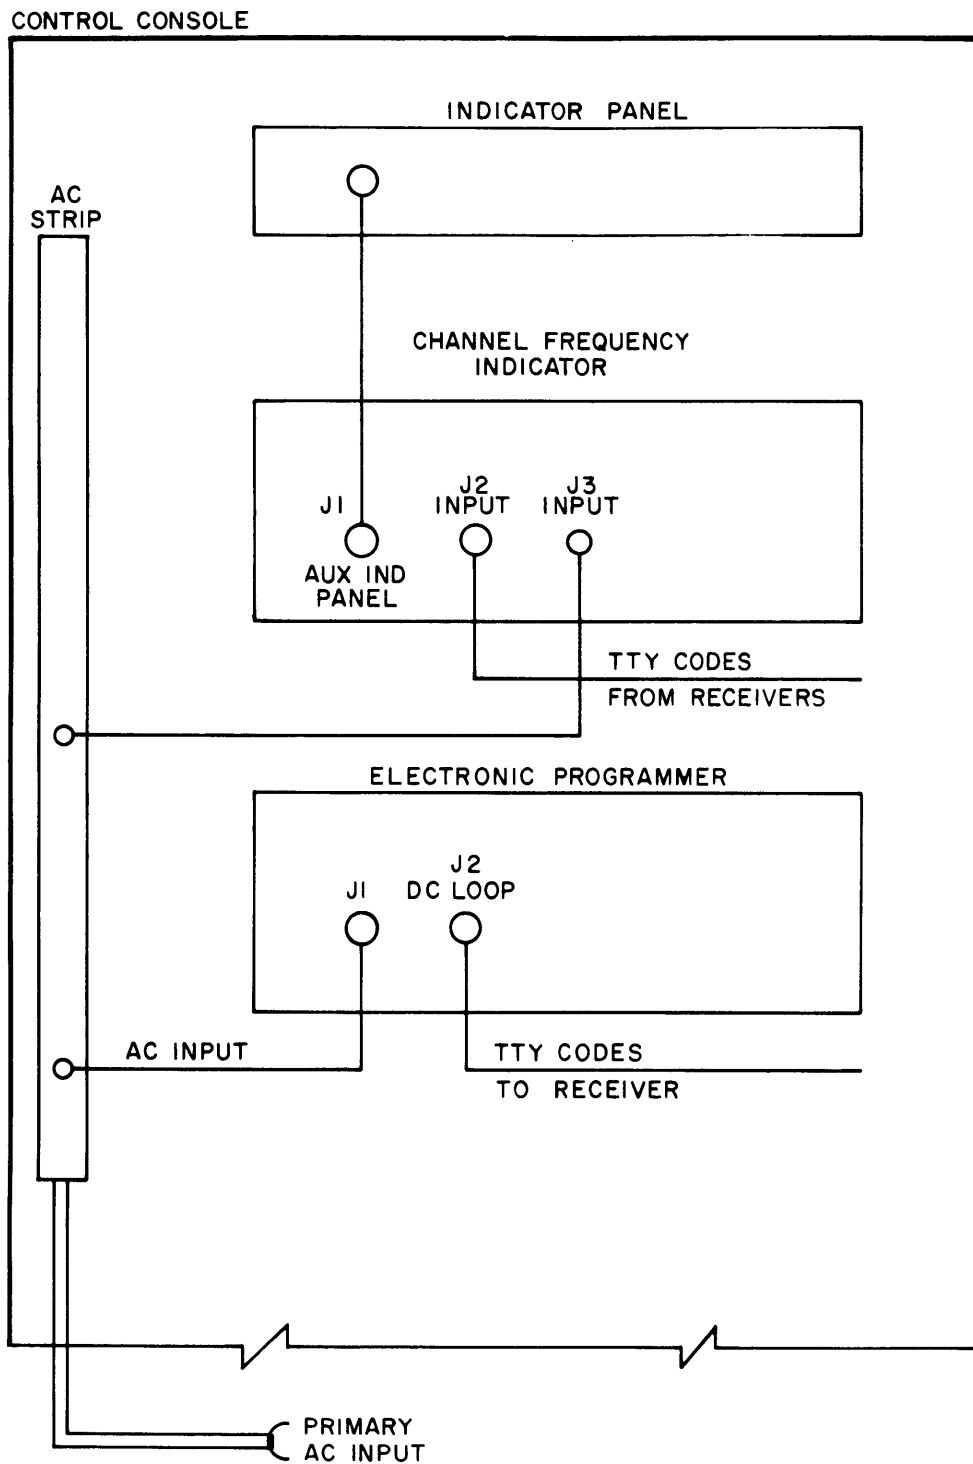 CONTROL CONSOLE
INDICATOR PANEL
AC
STRIP
CHANNEL FREQUENCY
INDICATOR
J1
J2
INPUT
J3
INPUT
AUX IND
PANEL
TTY CODES
FROM RECEIVERS
ELECTRONIC PROGRAMMER
J1
J2
DC LOOP
AC INPUT
TTY CODES
TO RECEIVER
PRIMARY
AC INPUT